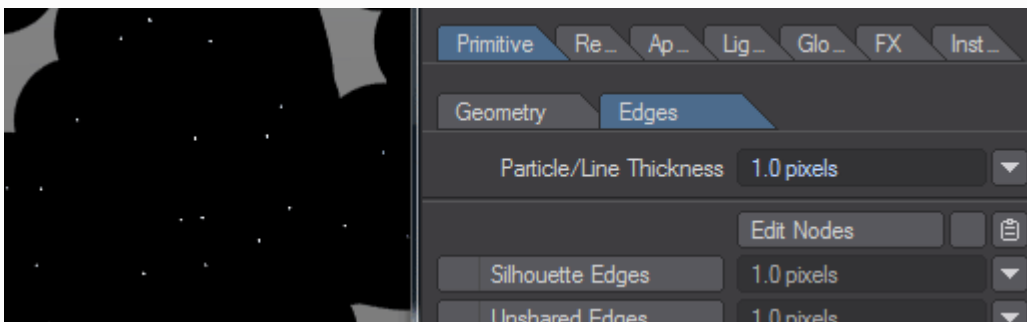 Primitive Re... Ap... Lig... Glo... FX Inst...
Geometry Edges
Particle/Line Thickness 1.0 pixels
Edit Nodes
Silhouette Edges 1.0 pixels
Unshared Edges 1.0 pixels